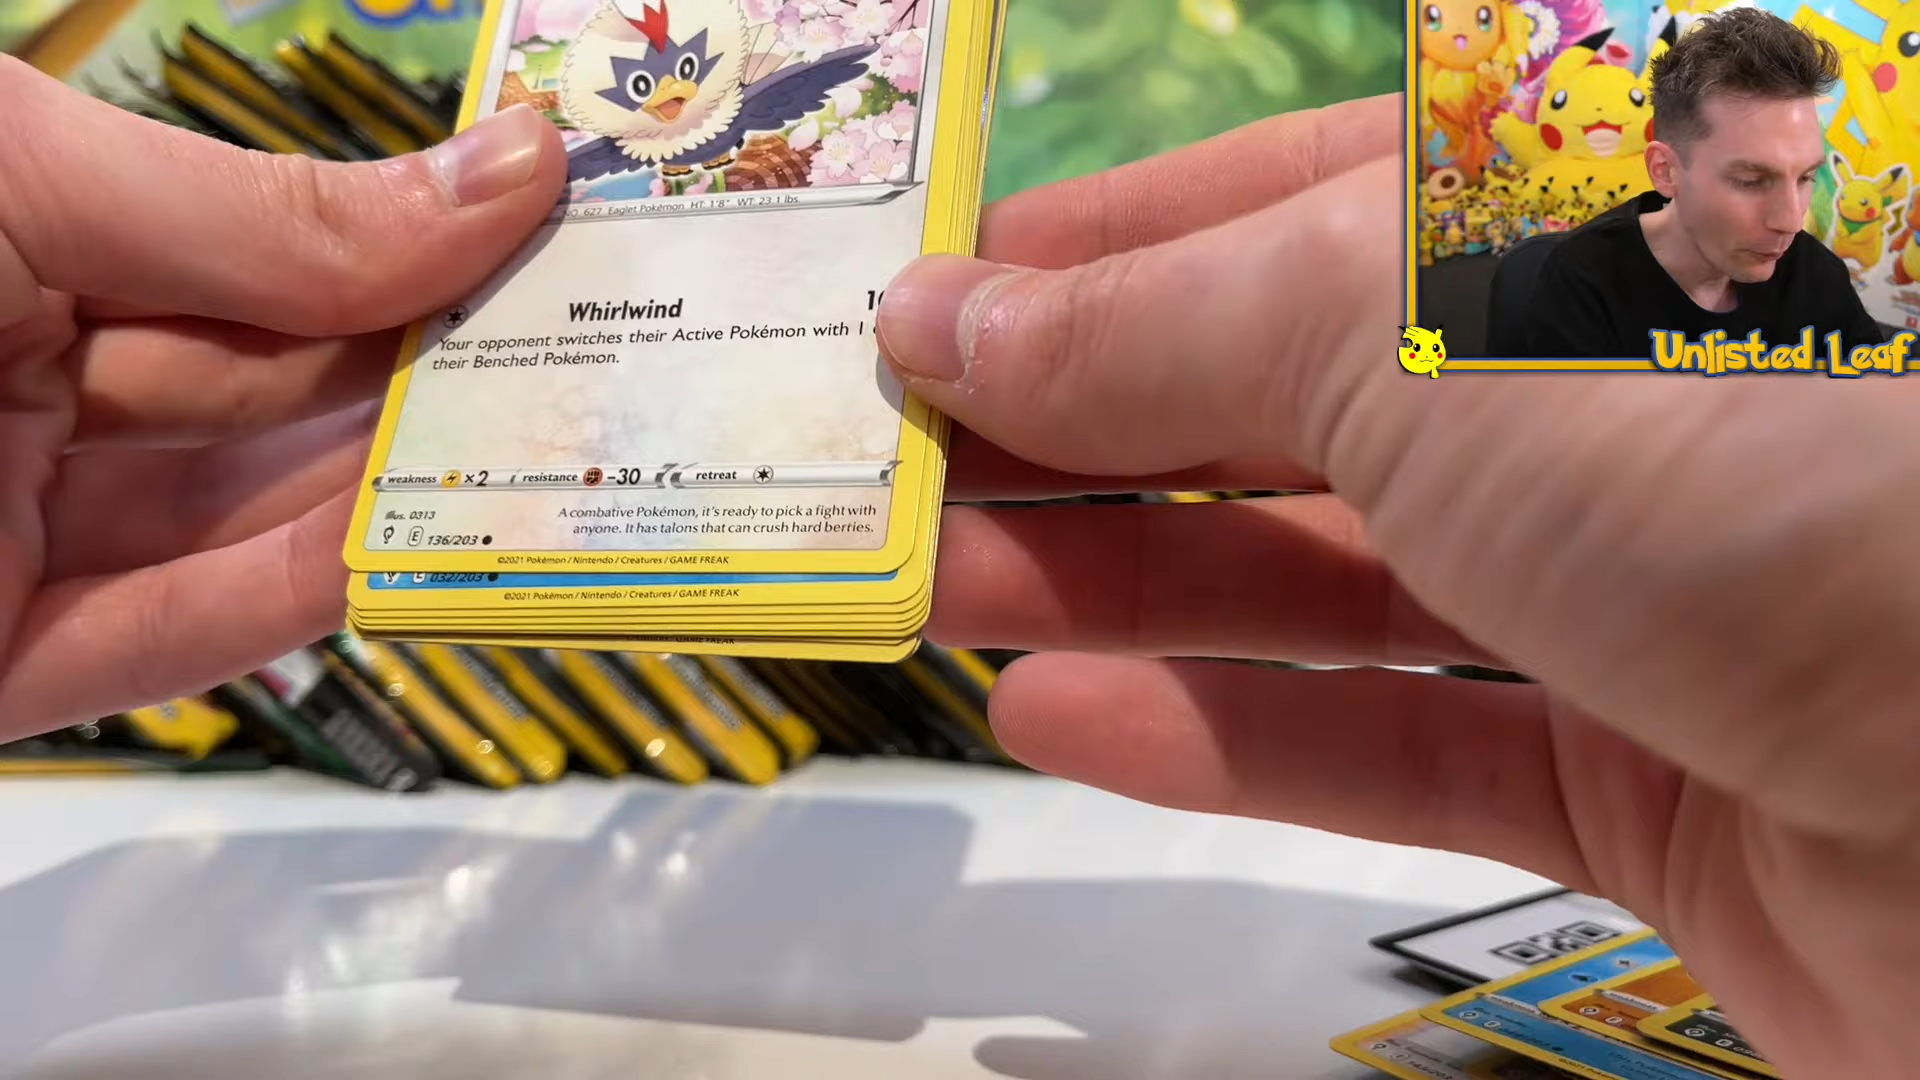 NO. 627 Eaglet Pokémon HT: 1'8" WT: 23.1 lbs.
Whirlwind
Your opponent switches their Active Pokémon with 1
their Benched Pokémon.
weakness ×2 resistance -30 retreat
Illus. 0313
A combative Pokémon, it's ready to pick a fight with
anyone. It has talons that can crush hard berries.
E 136/203
©2021 Pokémon / Nintendo / Creatures / GAME FREAK
032/203
©2021 Pokémon / Nintendo / Creatures / GAME FREAK
Unlisted Leaf